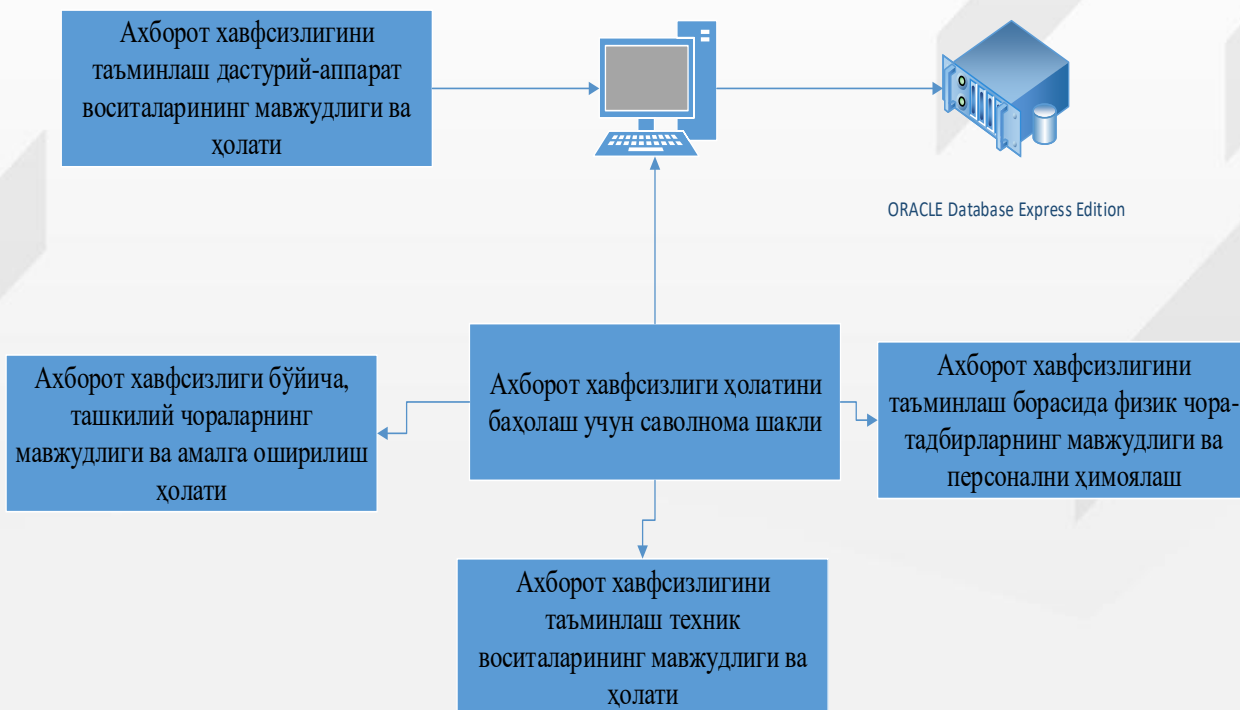 Ахборот хавфсизлигини
таъминлаш дастурий-аппарат
воситаларининг мавжудлиги ва
ҳолати
ORACLE Database Express Edition
Ахборот хавфсизлиги бўйича,
ташкилий чораларнинг
мавжудлиги ва амалга оширилиш
ҳолати
Ахборот хавфсизлиги ҳолатини
баҳолаш учун саволнома шакли
Ахборот хавфсизлигини
таъминлаш борасида физик чора-
тадбирларнинг мавжудлиги ва
персонални ҳимоялаш
Ахборот хавфсизлигини
таъминлаш техник
воситаларининг мавжудлиги ва
ҳолати